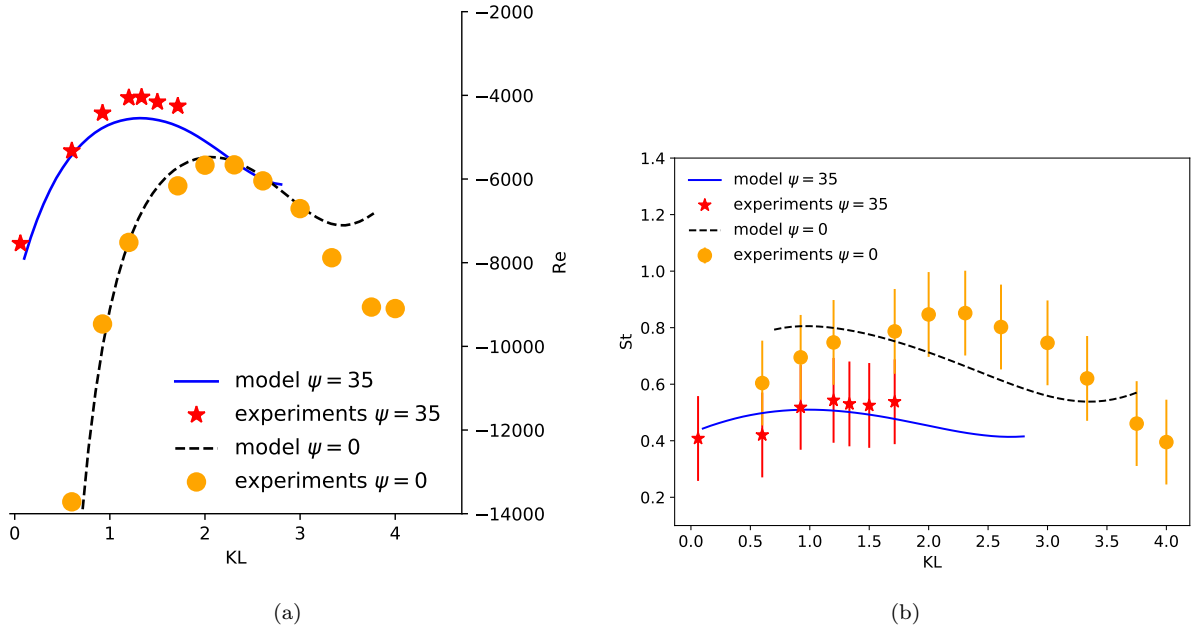 −2000
−4000
−6000
−8000
−10000
−12000
−14000
Re
0 1 2 3 4
KL
model ψ = 35
experiments ψ = 35
model ψ = 0
experiments ψ = 0
(a)
1.4
1.2
1.0
0.8
0.6
0.4
0.2
St
0.0 0.5 1.0 1.5 2.0 2.5 3.0 3.5 4.0
KL
model ψ = 35
experiments ψ = 35
model ψ = 0
experiments ψ = 0
(b)